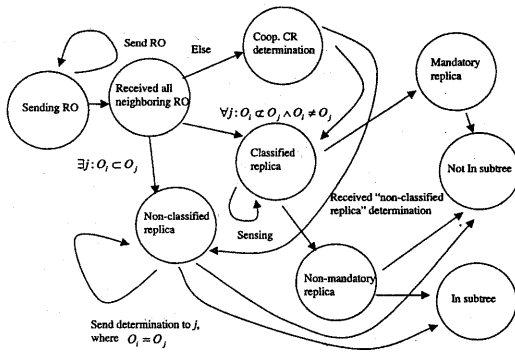 Send RO
Else
Coop. CR
determination
Mandatory
replica
Sending RO
Received all
neighboring RO
∀j: O_i ⊄ O_j ∧ O_i ≠ O_j
∃j: O_i ⊂ O_j
Classified
replica
Not In subtree
Non-classified
replica
Sensing
Received "non-classified
replica" determination
Non-mandatory
replica
In subtree
Send determination to j,
where O_i = O_j